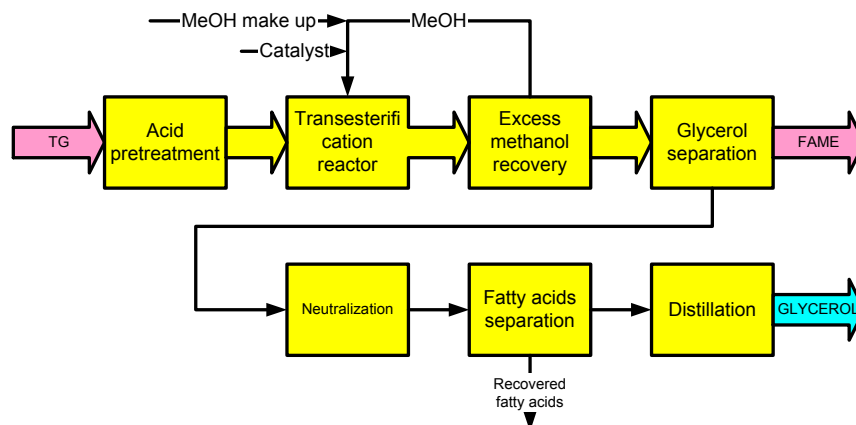 MeOH make up
MeOH
Catalyst
TG
Acid
pretreatment
Transesterifi
cation
reactor
Excess
methanol
recovery
Glycerol
separation
FAME
Neutralization
Fatty acids
separation
Distillation
GLYCEROL
Recovered
fatty acids